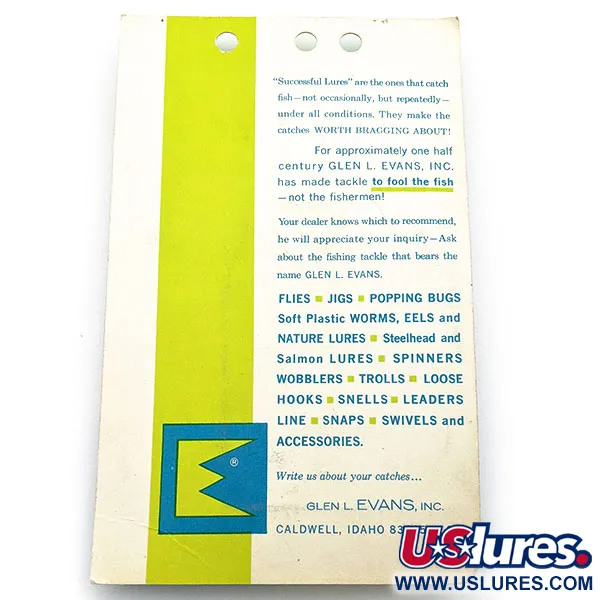 "Successful Lures" are the ones that catch
fish—not occasionally, but repeatedly—
under all conditions. They make the
catches WORTH BRAGGING ABOUT!
For approximately one half
century GLEN L. EVANS, INC.
has made tackle to fool the fish
—not the fishermen!
Your dealer knows which to recommend,
he will appreciate your inquiry—Ask
about the fishing tackle that bears the
name GLEN L. EVANS.
FLIES ■ JIGS ■ POPPING BUGS
Soft Plastic WORMS, EELS and
NATURE LURES ■ Steelhead and
Salmon LURES ■ SPINNERS
WOBBLERS ■ TROLLS ■ LOOSE
HOOKS ■ SNELLS ■ LEADERS
LINE ■ SNAPS ■ SWIVELS and
ACCESSORIES.
®
Write us about your catches...
GLEN L. EVANS, INC.
CALDWELL, IDAHO
USlures.
WWW.USLURES.COM